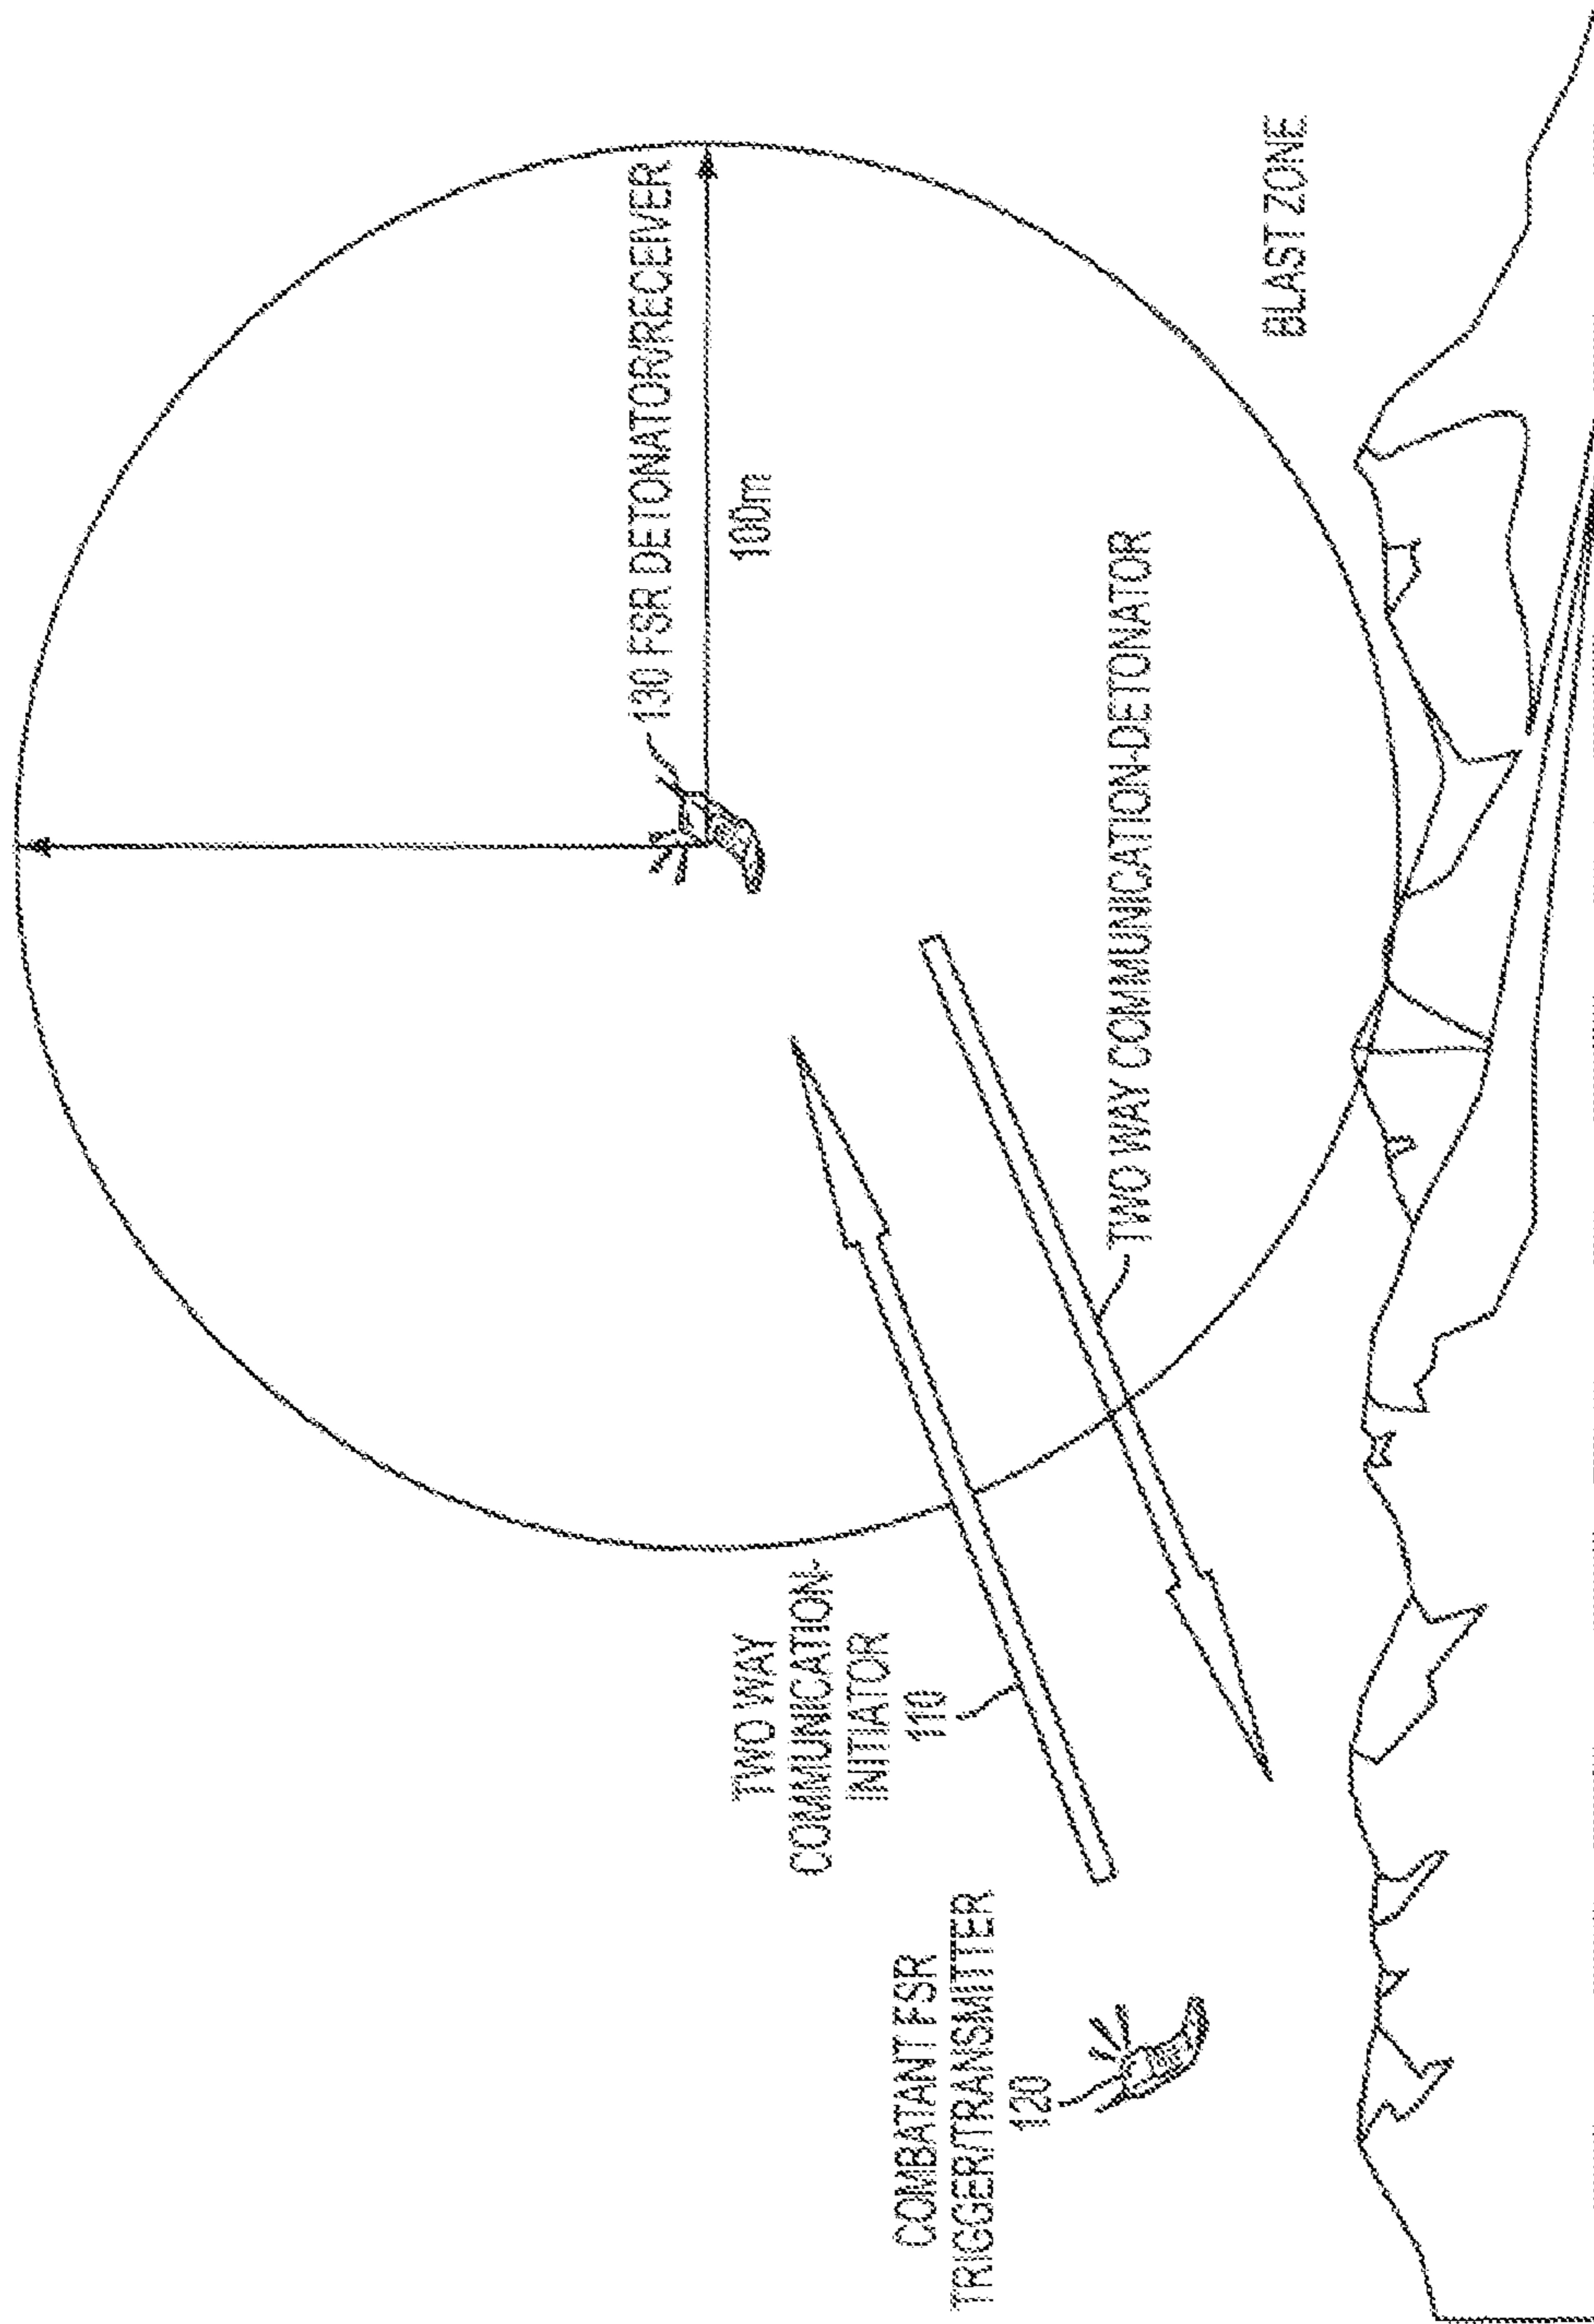 COMBATANT FSR
TRIGGER/TRANSMITTER
120
TWO WAY
COMMUNICATION-
INITIATOR
110
130 FSR DETONATOR/RECEIVER
100m
TWO WAY COMMUNICATION-DETONATOR
BLAST ZONE